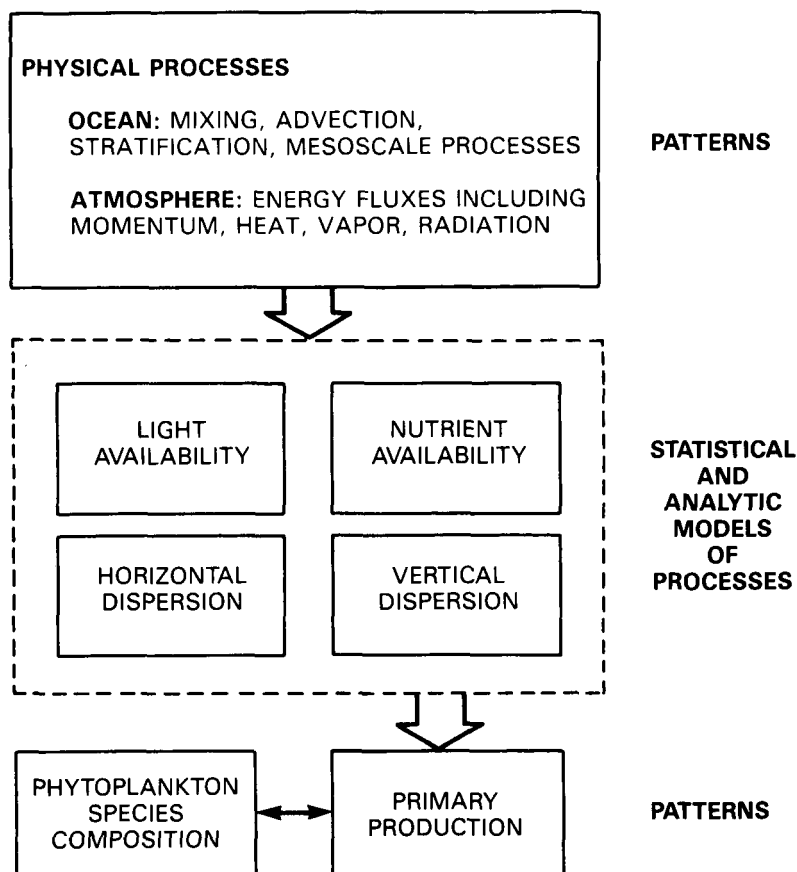 PHYSICAL PROCESSES
OCEAN: MIXING, ADVECTION,
STRATIFICATION, MESOSCALE PROCESSES
ATMOSPHERE: ENERGY FLUXES INCLUDING
MOMENTUM, HEAT, VAPOR, RADIATION
PATTERNS
LIGHT
AVAILABILITY
NUTRIENT
AVAILABILITY
HORIZONTAL
DISPERSION
VERTICAL
DISPERSION
STATISTICAL
AND
ANALYTIC
MODELS
OF
PROCESSES
PHYTOPLANKTON
SPECIES
COMPOSITION
PRIMARY
PRODUCTION
PATTERNS